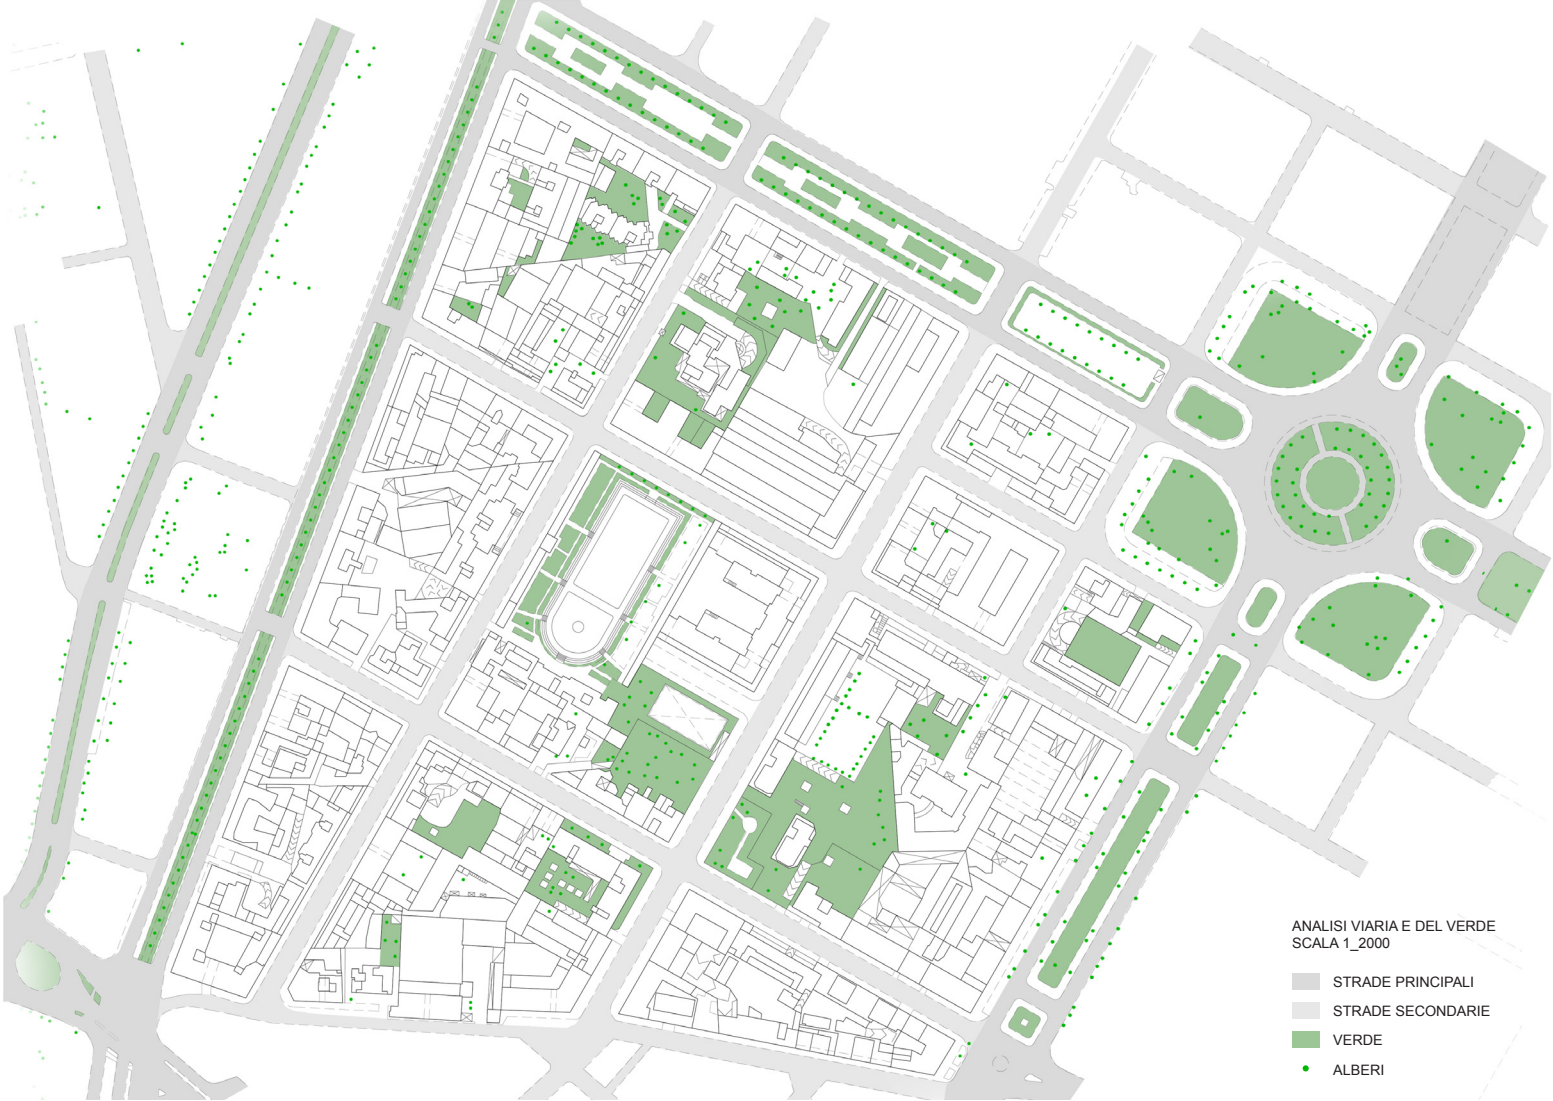 ANALISI VIARIA E DEL VERDE
SCALA 1_2000
STRADE PRINCIPALI
STRADE SECONDARIE
VERDE
ALBERI